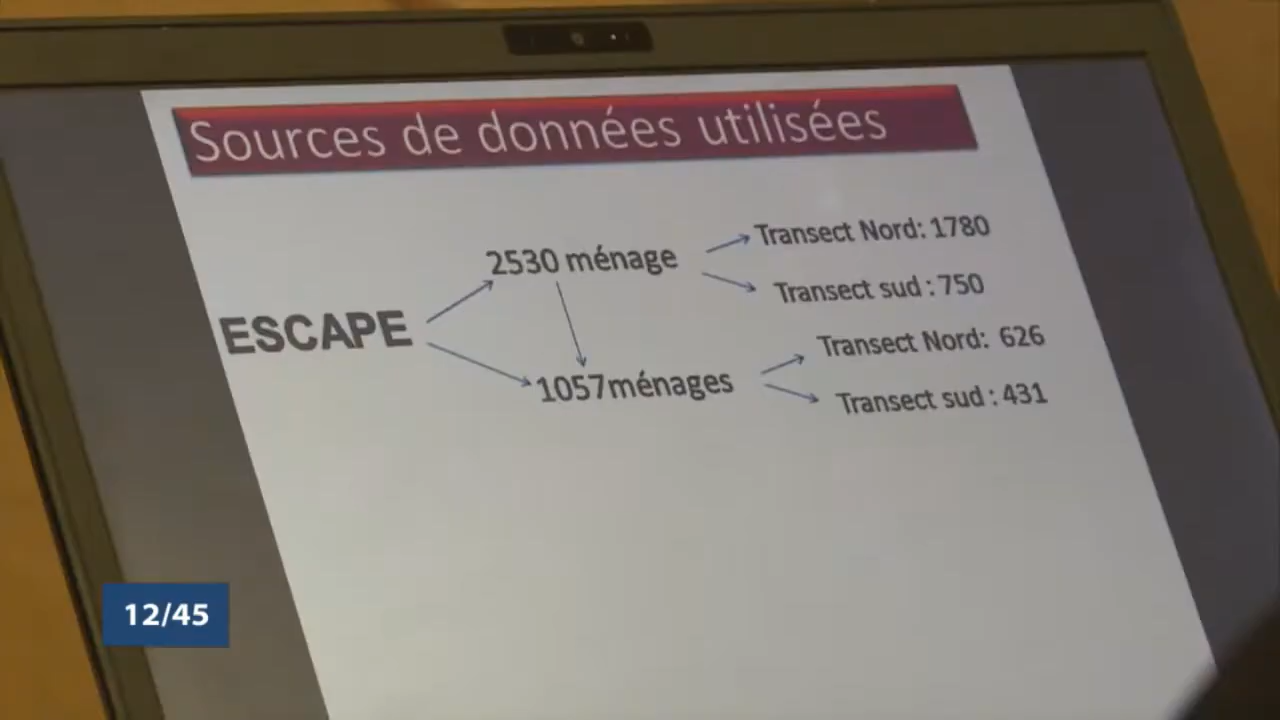 Sources de données utilisées
2530 ménage
Transect Nord: 1780
Transect sud : 750
ESCAPE
1057ménages
Transect Nord: 626
Transect sud : 431
12/45